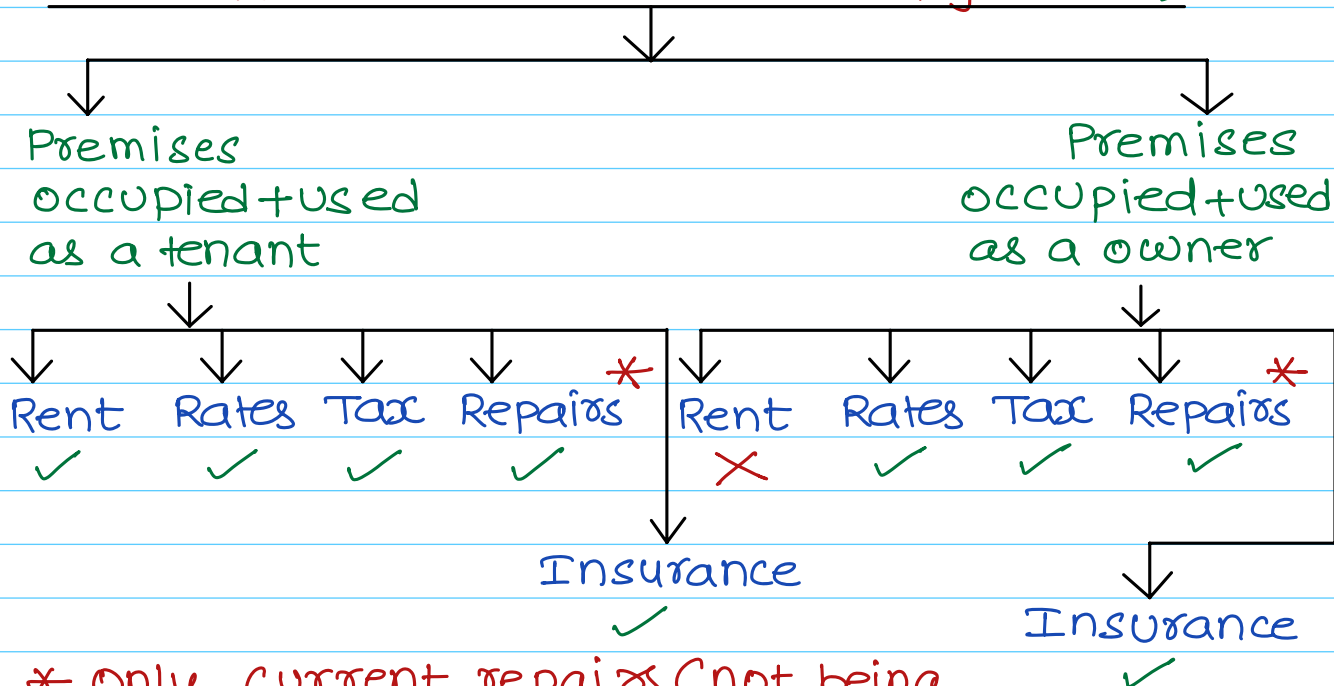 Premises
occupied+used
as a tenant
Premises
occupied+used
as a owner
Rent ✓ Rates ✓ Tax ✓ Repairs* ✓
Insurance ✓
Rent ✗ Rates ✓ Tax ✓ Repairs* ✓
Insurance ✓
* only current repairs (not being